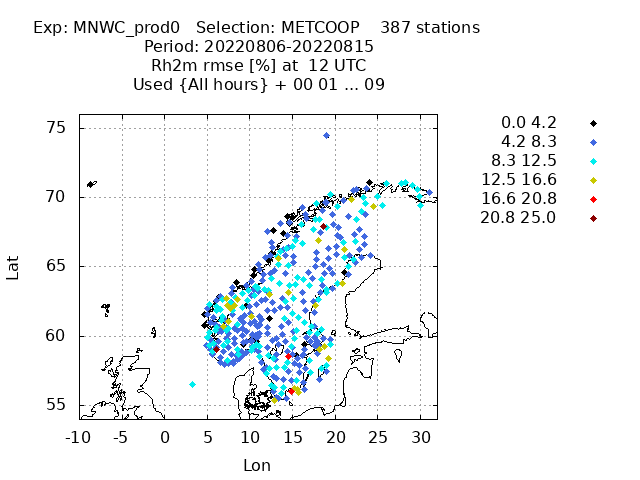 Exp: MNWC_prod0   Selection: METCOOP    387 stations
Period: 20220806-20220815
Rh2m rmse [%] at  12 UTC
Used {All hours} + 00 01 ... 09
0.0 4.2
4.2 8.3
8.3 12.5
12.5 16.6
16.6 20.8
20.8 25.0
75
70
65
60
55
Lat
-10 -5 0 5 10 15 20 25 30
Lon